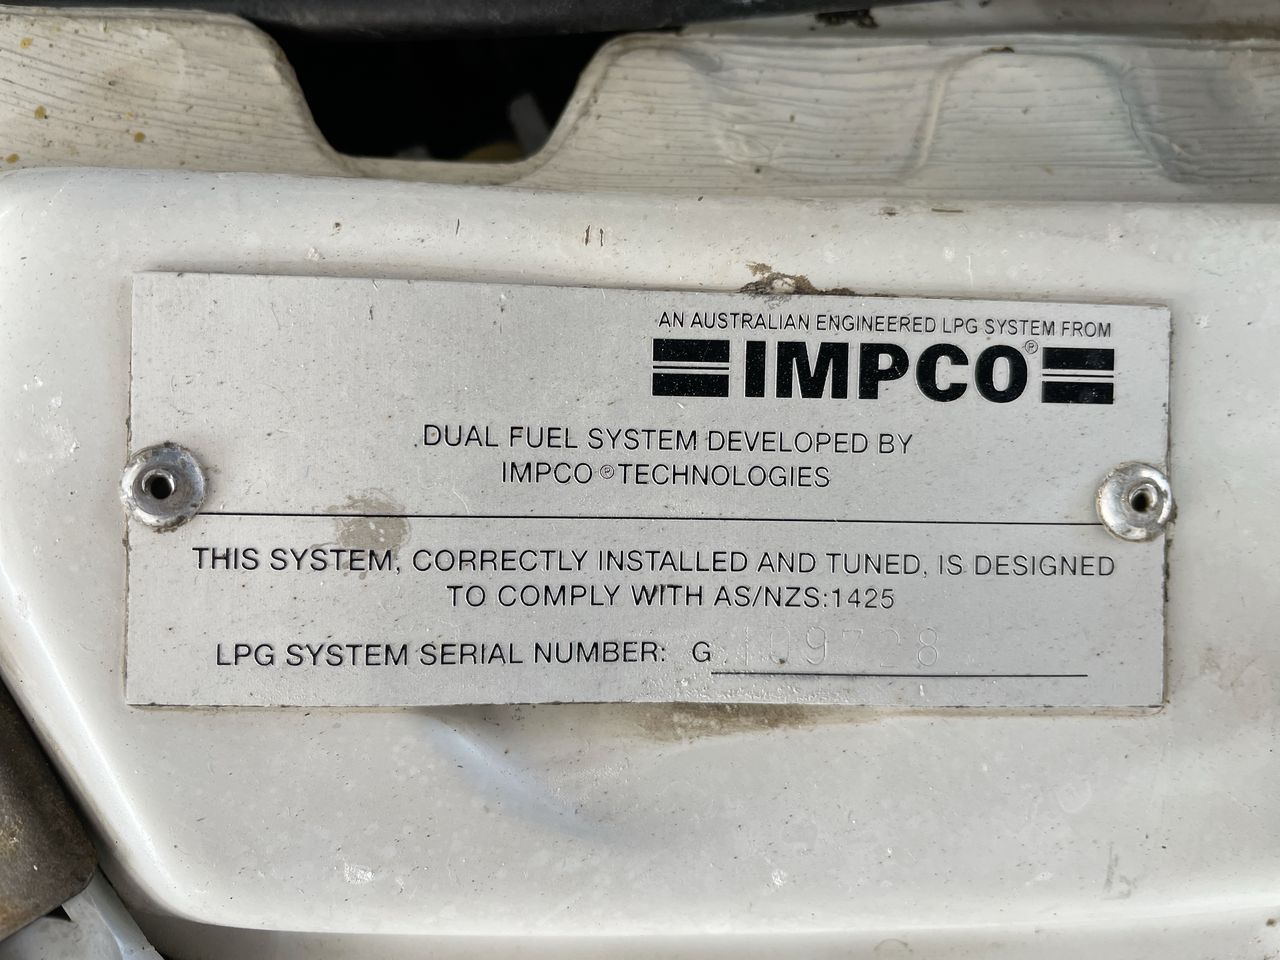 AN AUSTRALIAN ENGINEERED LPG SYSTEM FROM
IMPCO®
DUAL FUEL SYSTEM DEVELOPED BY
IMPCO® TECHNOLOGIES
THIS SYSTEM, CORRECTLY INSTALLED AND TUNED, IS DESIGNED
TO COMPLY WITH AS/NZS:1425
LPG SYSTEM SERIAL NUMBER: G 109728